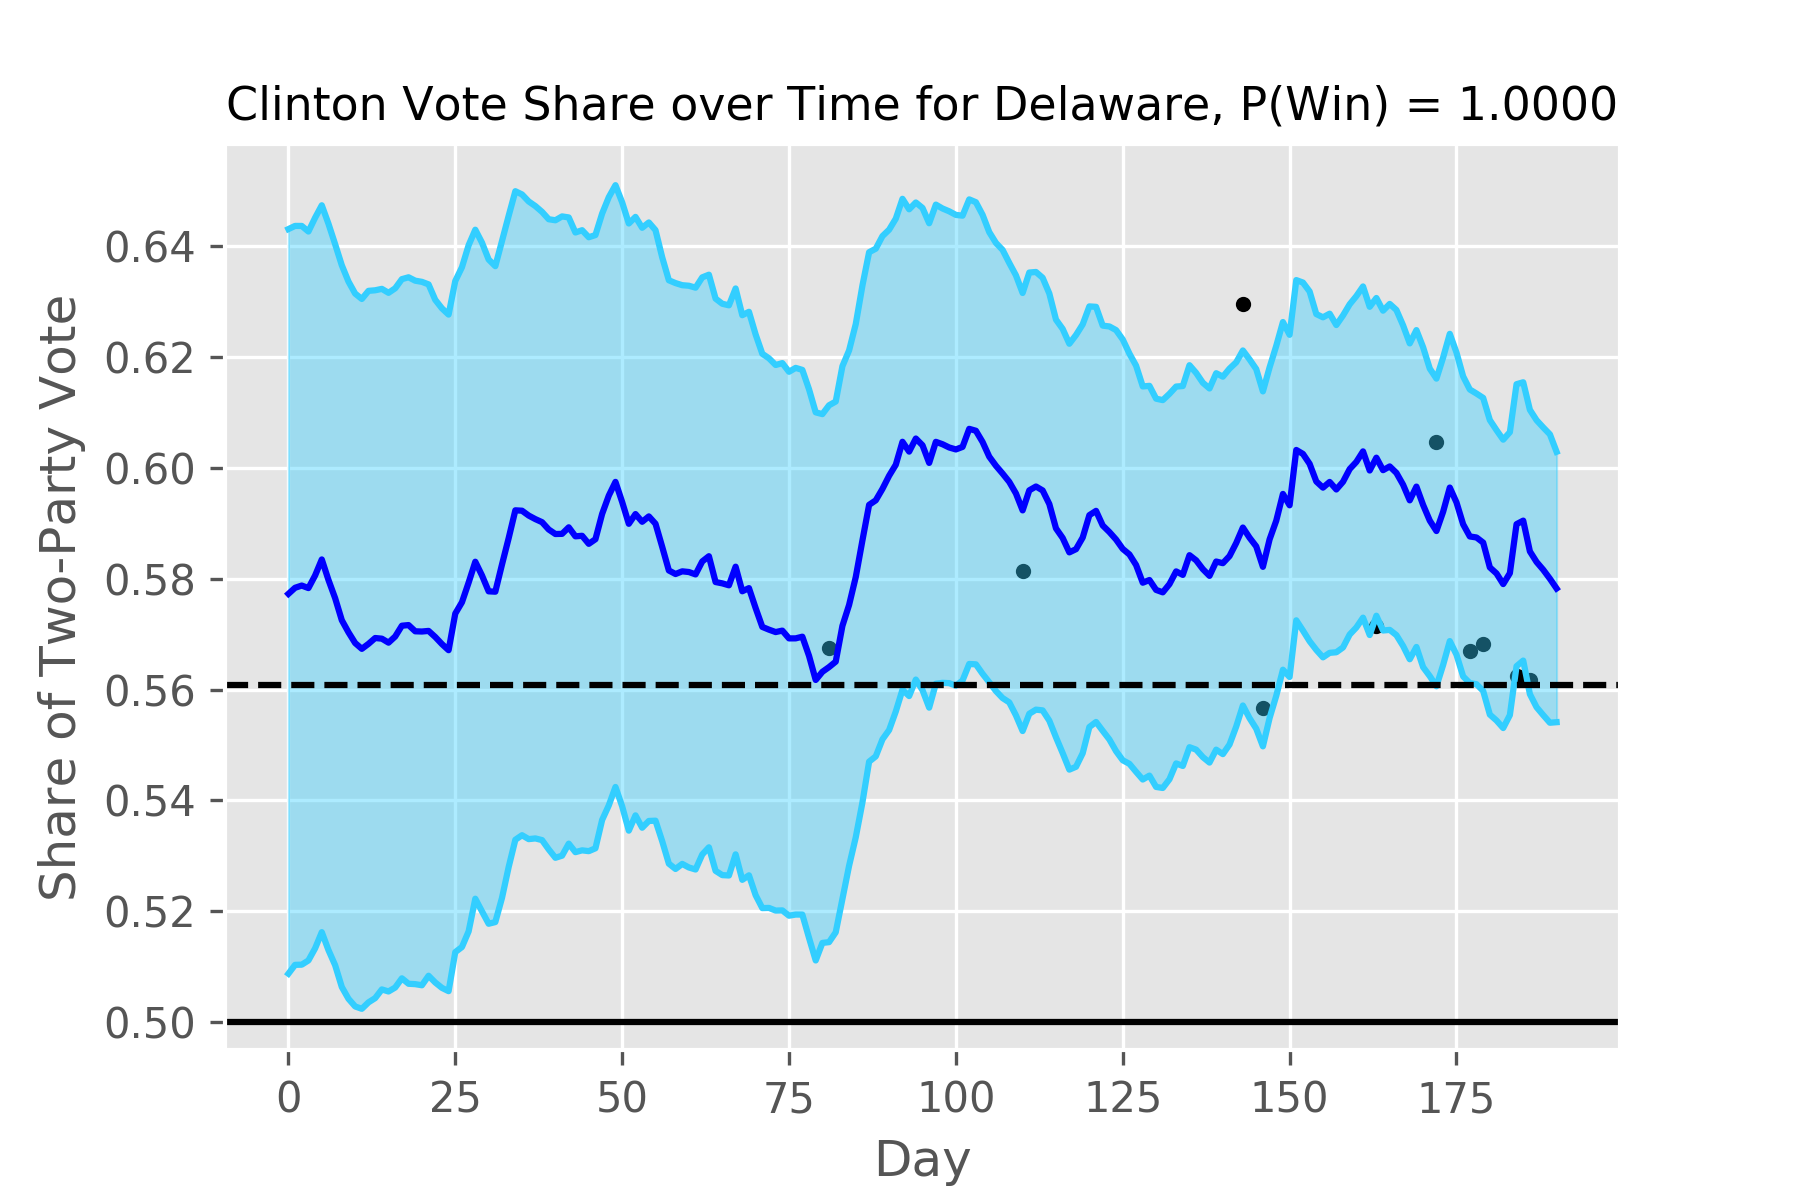 Clinton Vote Share over Time for Delaware, P(Win) = 1.0000
Share of Two-Party Vote
0.64
0.62
0.60
0.58
0.56
0.54
0.52
0.50
0 25 50 75 100 125 150 175
Day